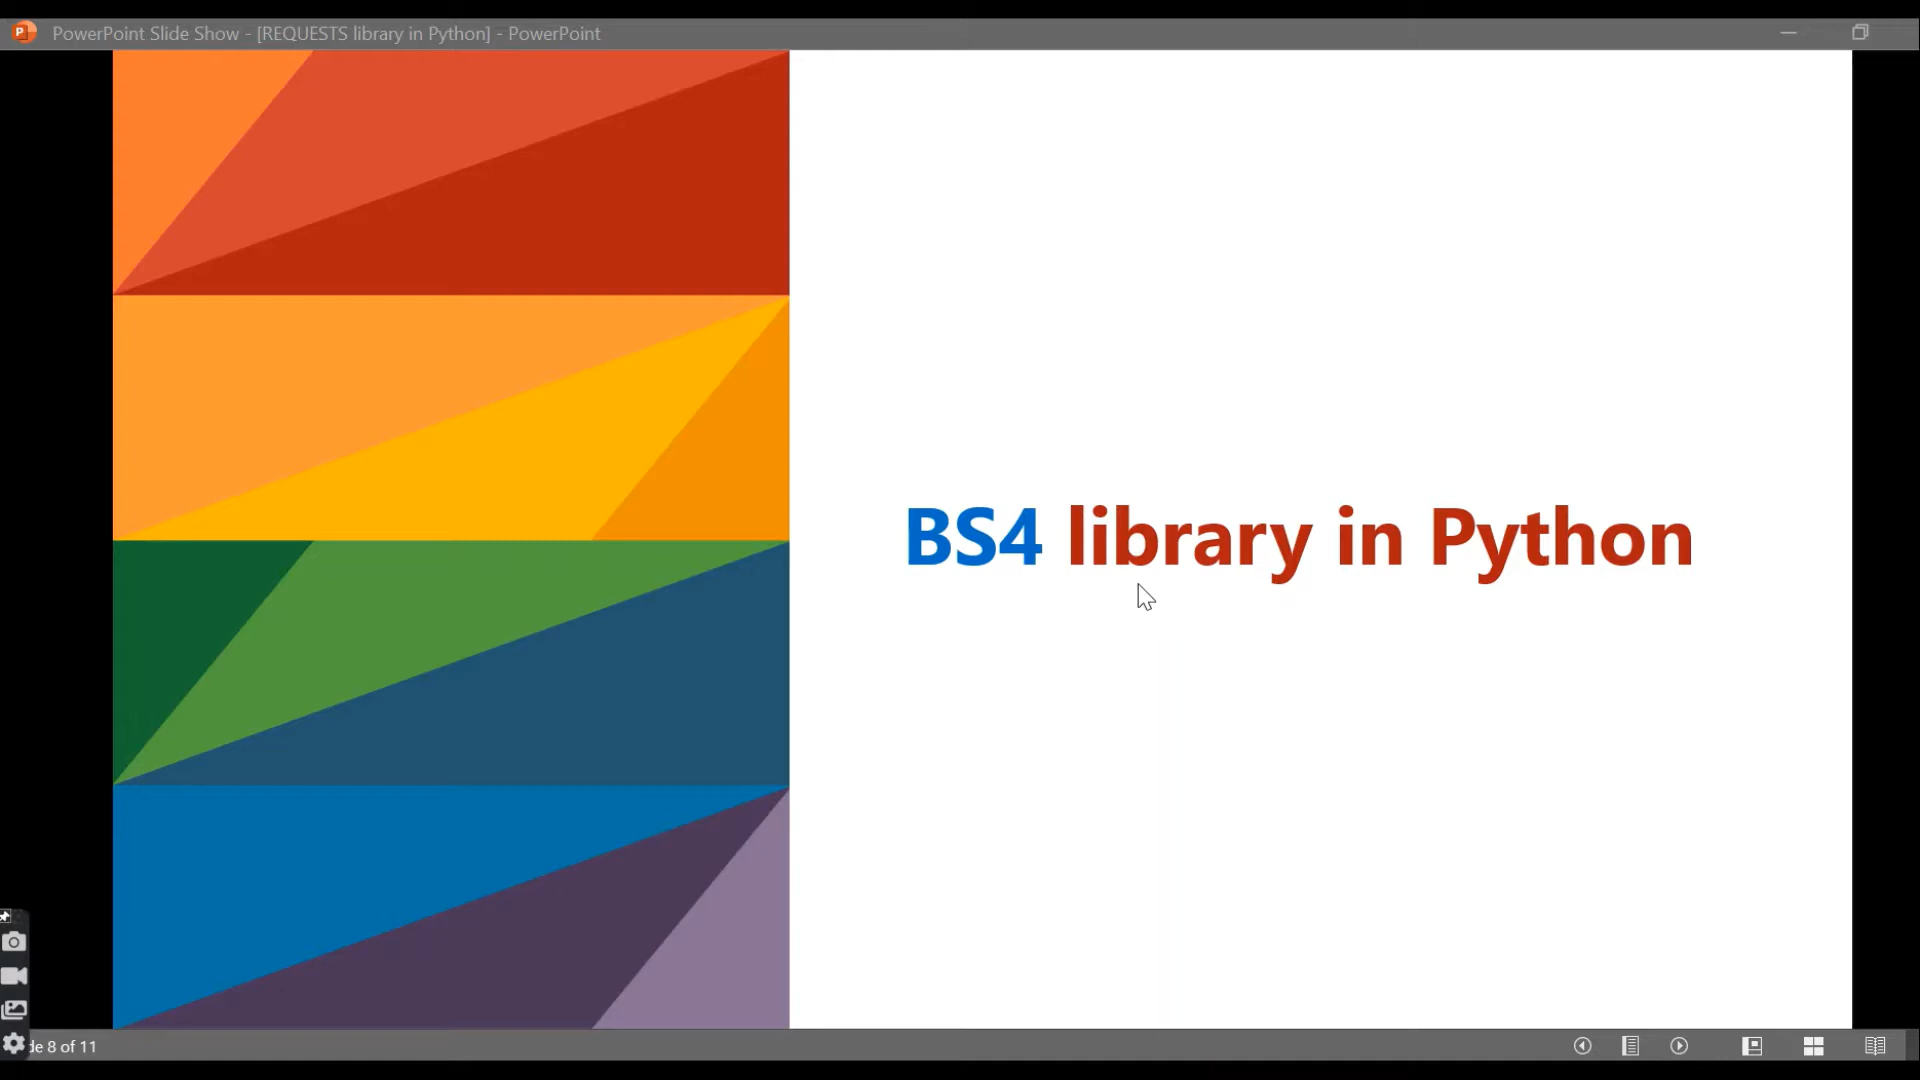 PowerPoint Slide Show - [REQUESTS library in Python] - PowerPoint
BS4 library in Python
de 8 of 11